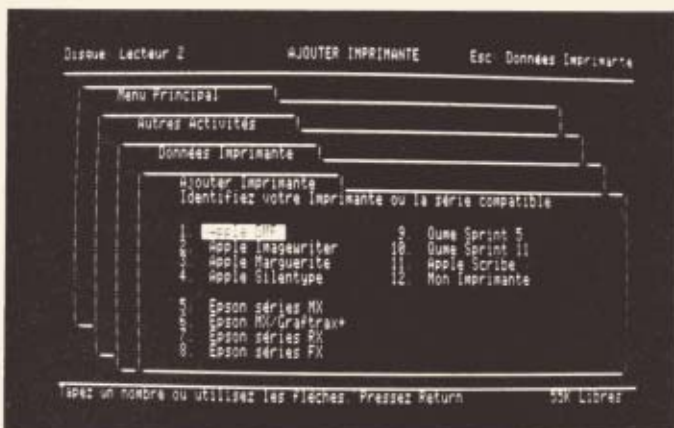 Disque Lecteur 2 AJOUTER IMPRIMANTE Esc Données Imprimante
Menu Principal
Autres Activités
Données Imprimante
Ajouter Imprimante
Identifiez votre Imprimante ou la série compatible
1. Apple DMP
2. Apple Imagewriter
3. Apple Marguerite
4. Apple Silentype
5. Epson séries MX
6. Epson MX/Graftrax+
7. Epson séries RX
8. Epson séries FX
9. Qume Sprint 5
10. Qume Sprint 11
11. Apple Scribe
12. Mon Imprimante
Tapez un nombre ou utilisez les flèches. Pressez Return 55K Libres